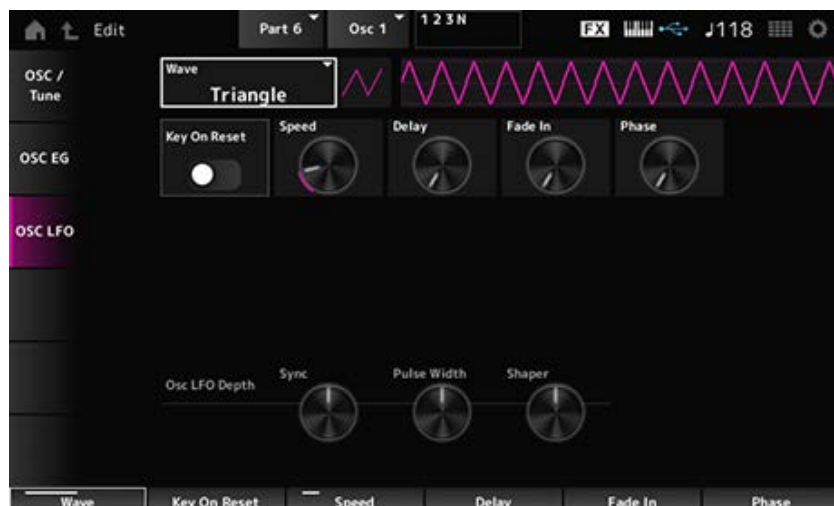 Edit
Part 6
Osc 1
1 2 3 N
FX
♩118
OSC /
Tune
Wave
Triangle
Key On Reset
Speed
Delay
Fade In
Phase
OSC EG
OSC LFO
Osc LFO Depth
Sync
Pulse Width
Shaper
Wave
Key On Reset
Speed
Delay
Fade In
Phase